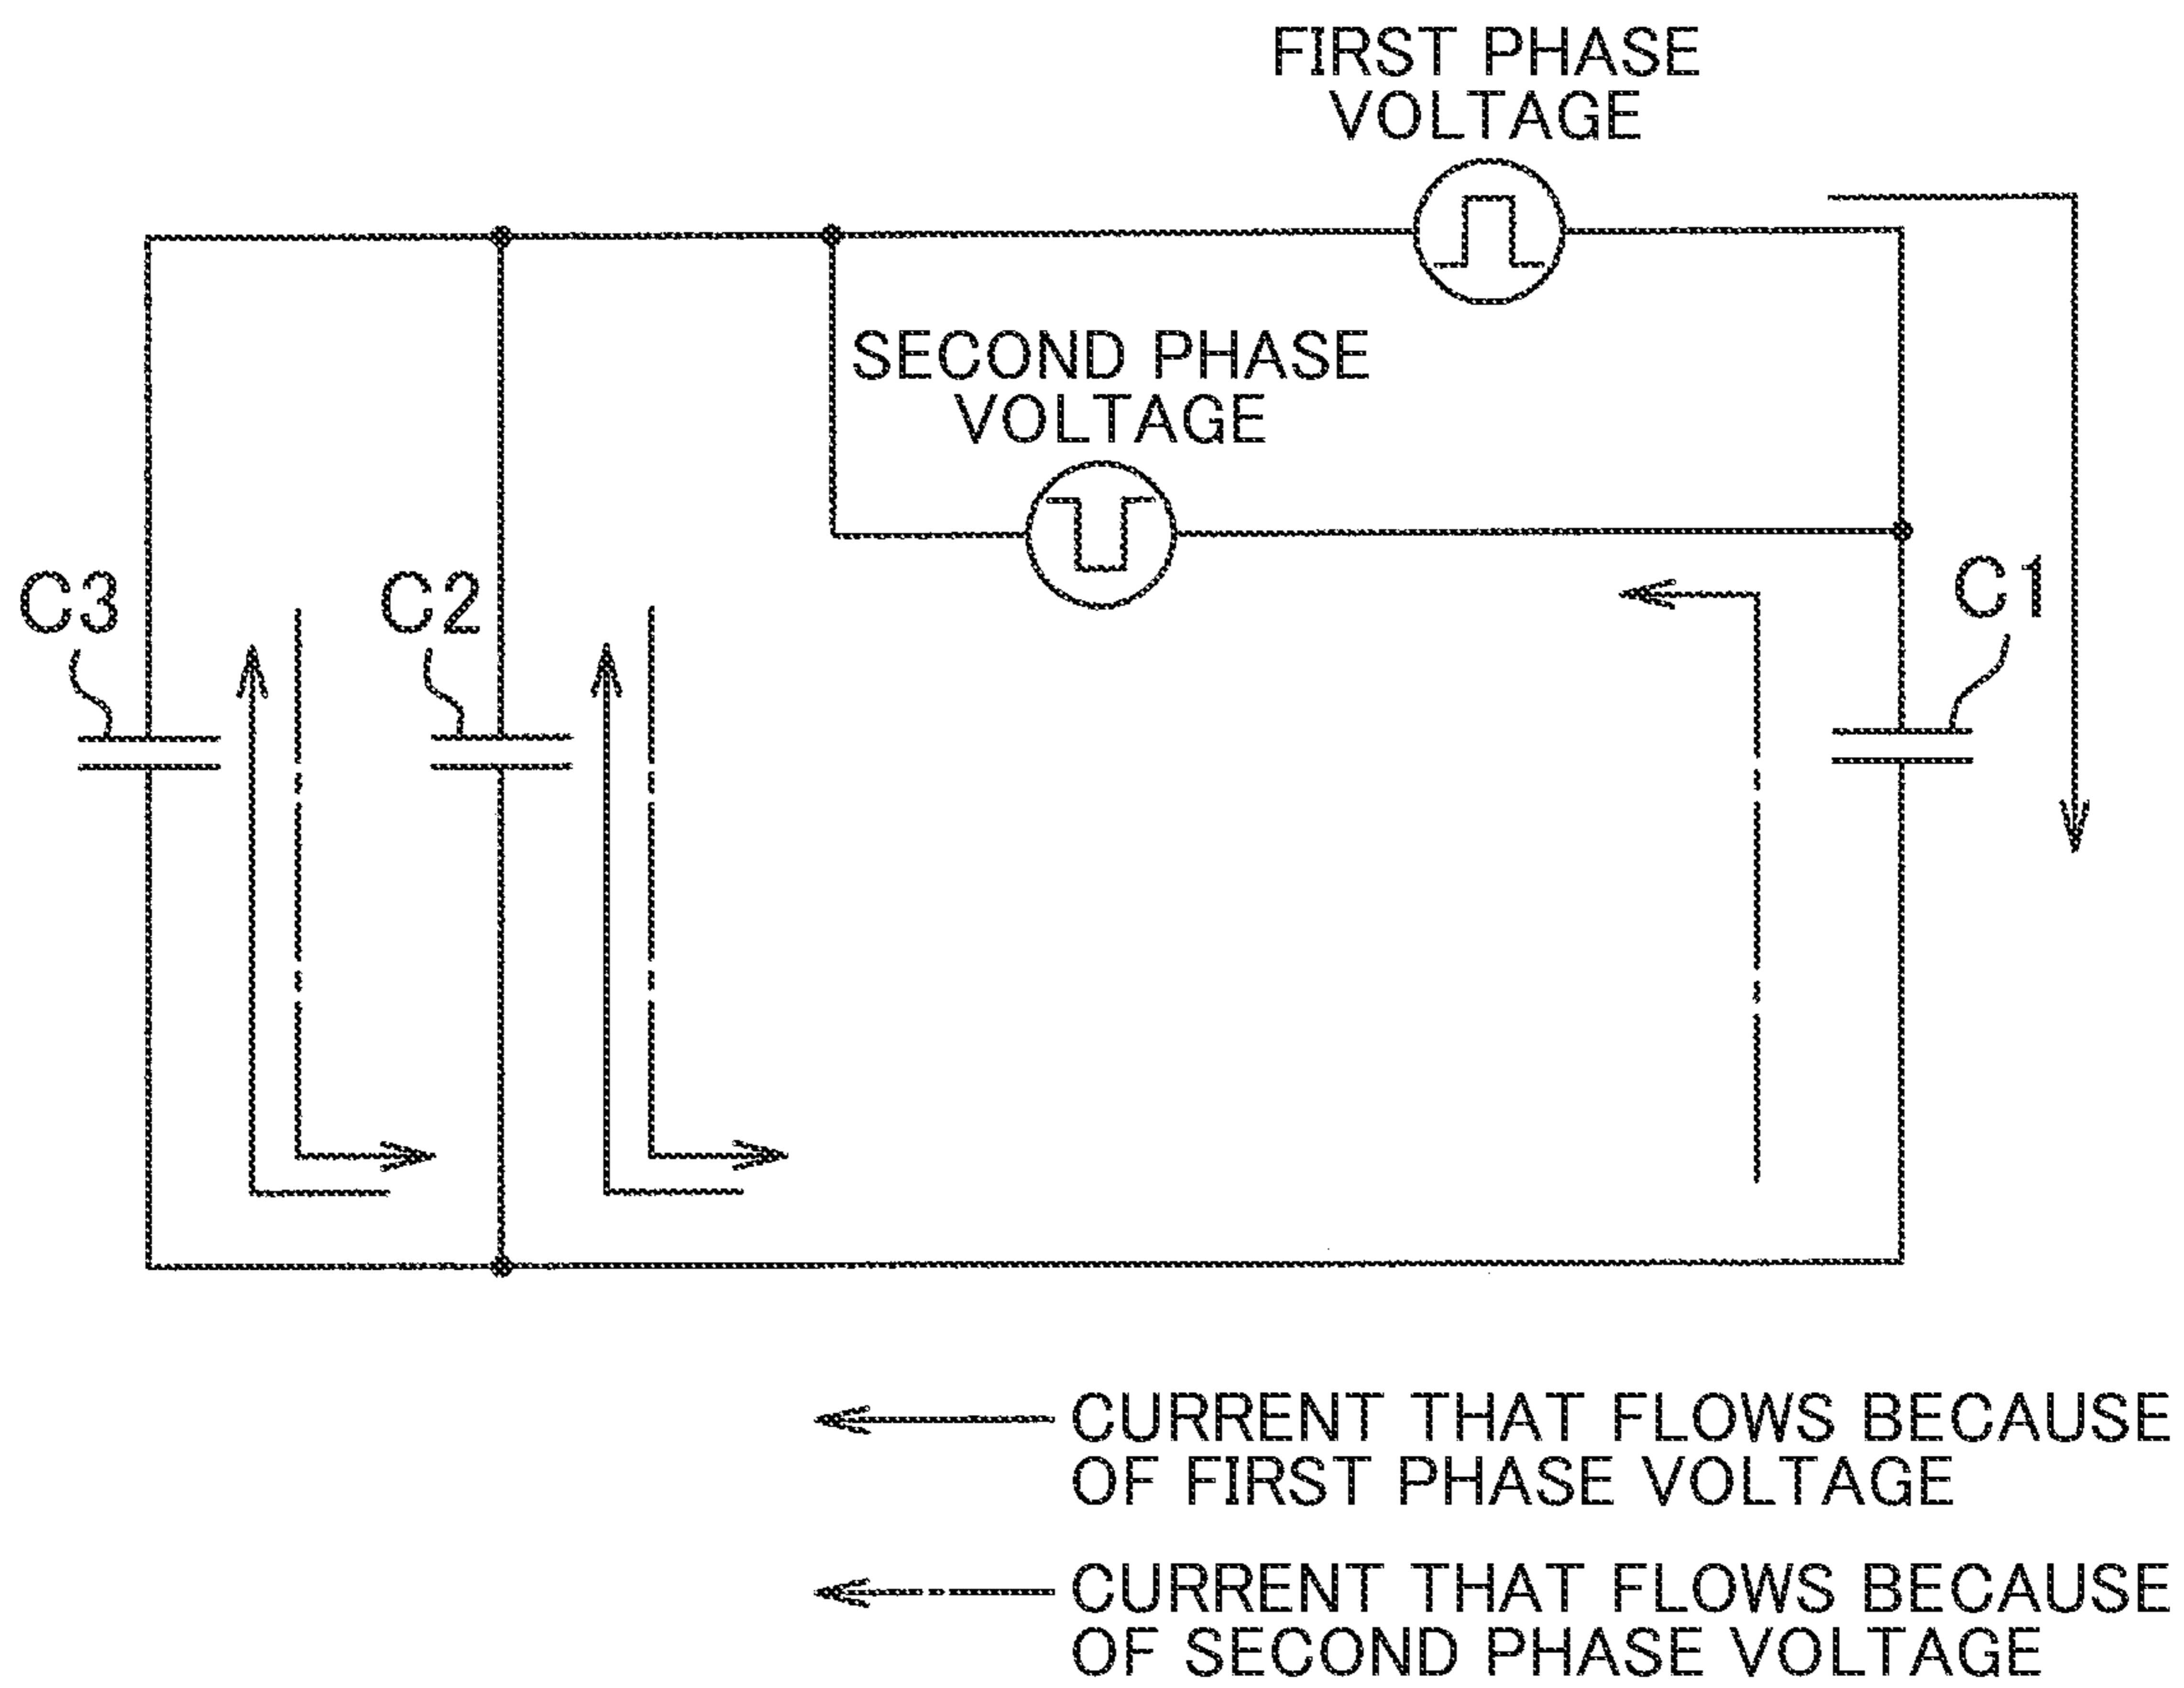 FIRST PHASE
VOLTAGE
SECOND PHASE
VOLTAGE
C3
C2
C1
CURRENT THAT FLOWS BECAUSE
OF FIRST PHASE VOLTAGE
CURRENT THAT FLOWS BECAUSE
OF SECOND PHASE VOLTAGE